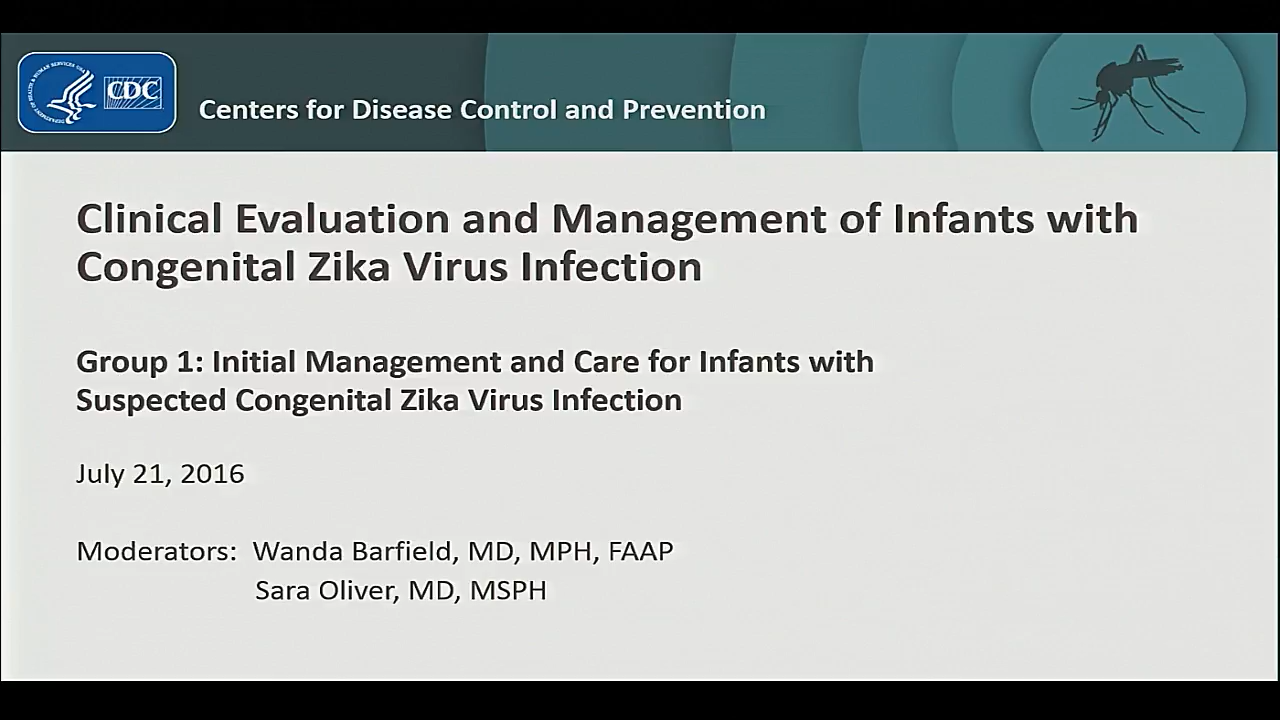 CDC
Centers for Disease Control and Prevention
Clinical Evaluation and Management of Infants with
Congenital Zika Virus Infection
Group 1: Initial Management and Care for Infants with
Suspected Congenital Zika Virus Infection
July 21, 2016
Moderators: Wanda Barfield, MD, MPH, FAAP
Sara Oliver, MD, MSPH